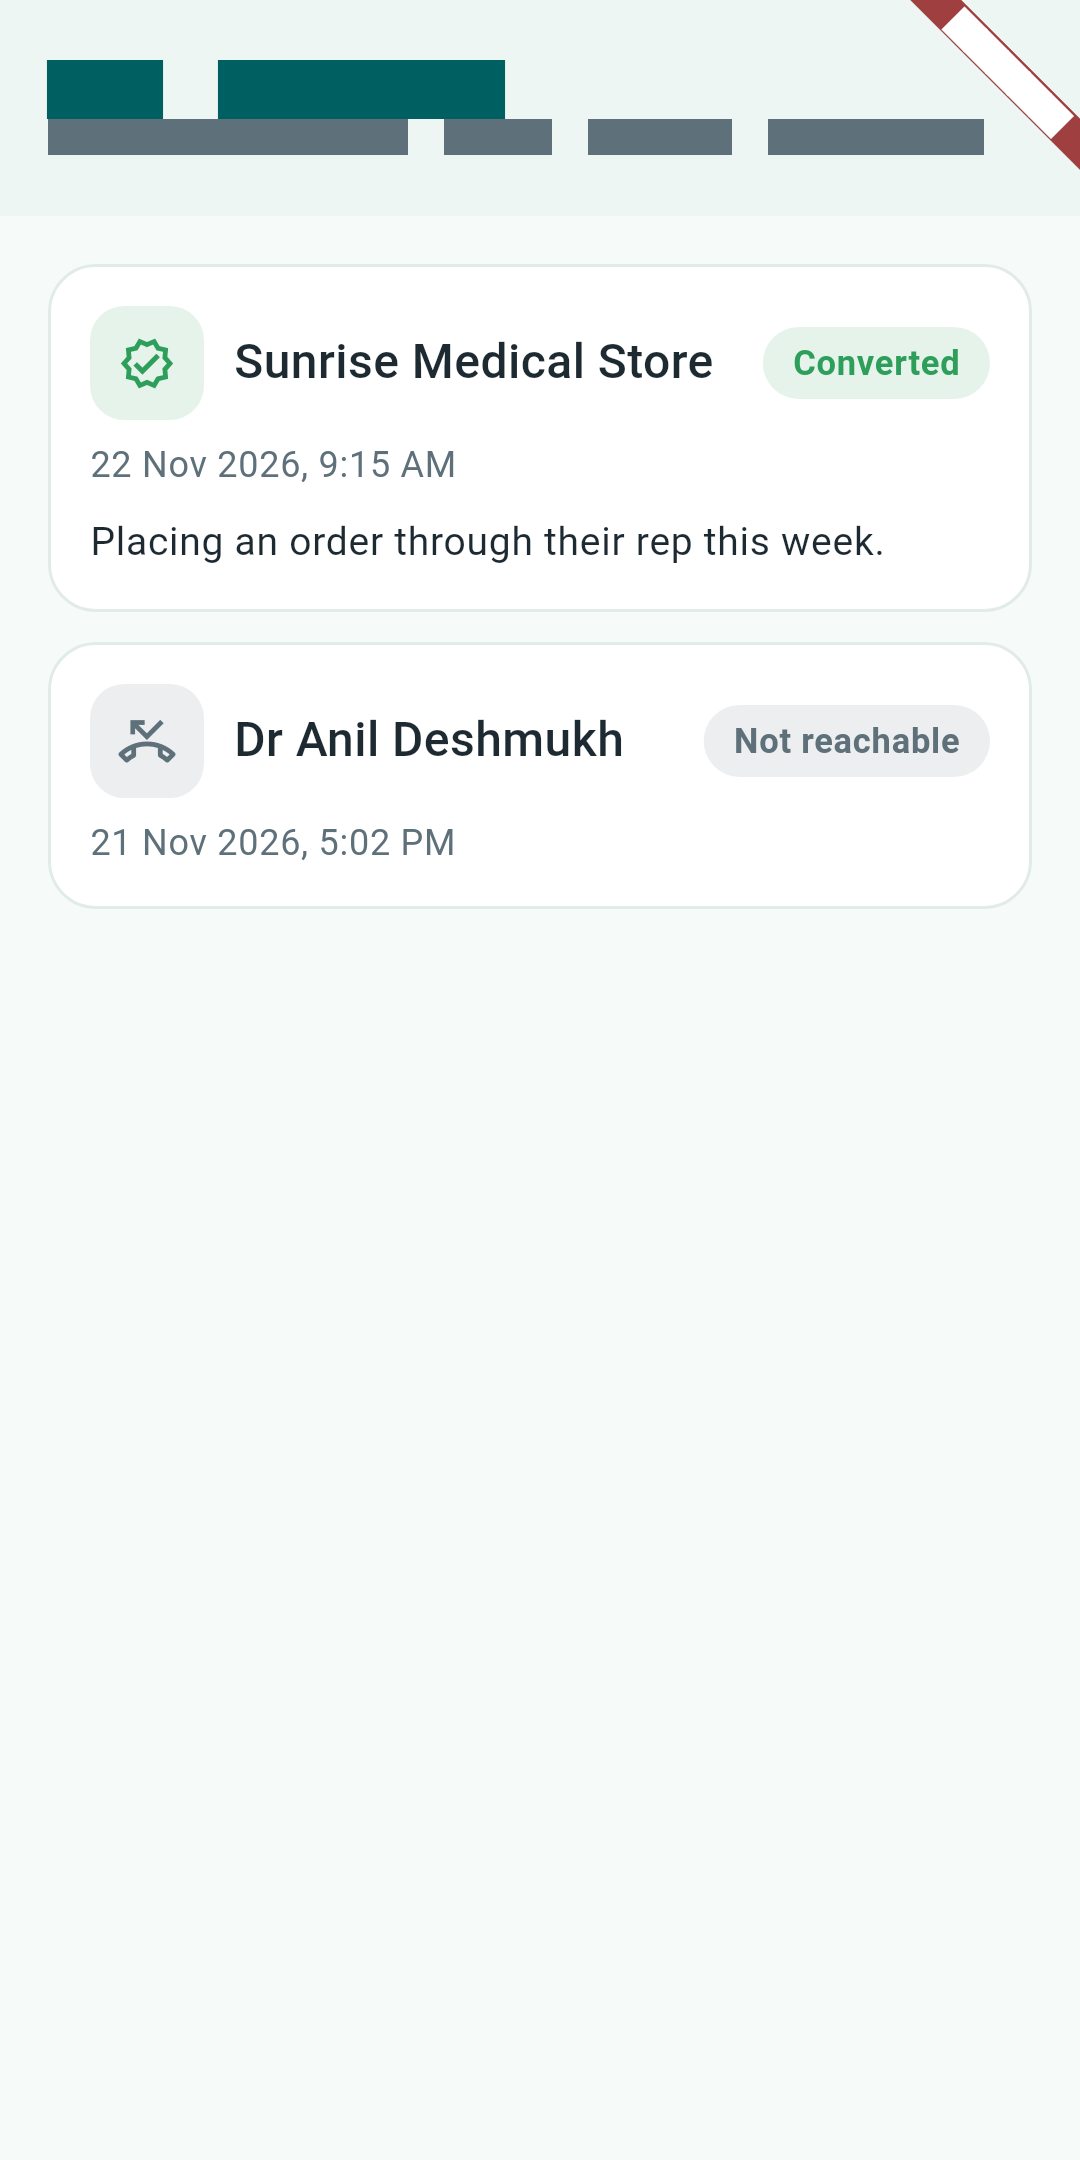 Sunrise Medical Store
Converted
22 Nov 2026, 9:15 AM
Placing an order through their rep this week.
Dr Anil Deshmukh
Not reachable
21 Nov 2026, 5:02 PM